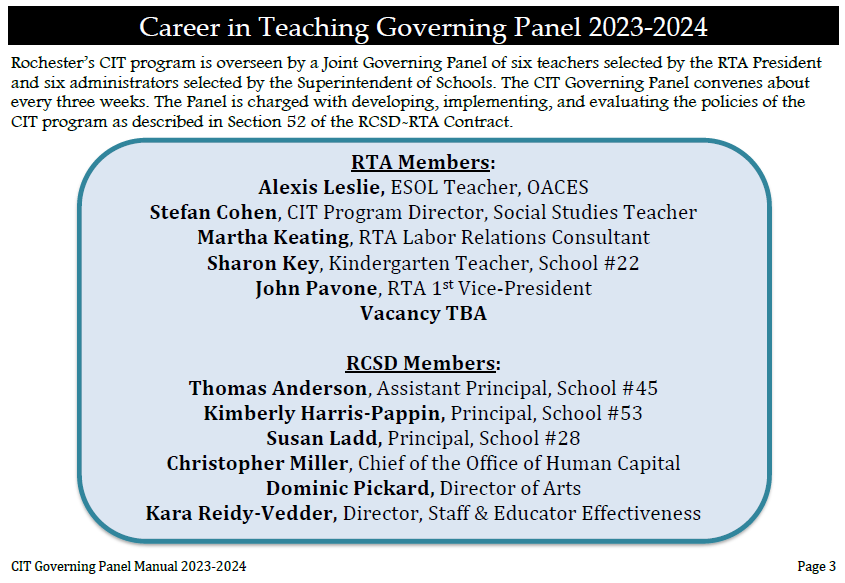 Career in Teaching Governing Panel 2023-2024
Rochester's CIT program is overseen by a Joint Governing Panel of six teachers selected by the RTA President
and six administrators selected by the Superintendent of Schools. The CIT Governing Panel convenes about
every three weeks. The Panel is charged with developing, implementing, and evaluating the policies of the
CIT program as described in Section 52 of the RCSD~RTA Contract.
RTA Members:
Alexis Leslie, ESOL Teacher, OACES
Stefan Cohen, CIT Program Director, Social Studies Teacher
Martha Keating, RTA Labor Relations Consultant
Sharon Key, Kindergarten Teacher, School #22
John Pavone, RTA 1st Vice-President
Vacancy TBA
RCSD Members:
Thomas Anderson, Assistant Principal, School #45
Kimberly Harris-Pappin, Principal, School #53
Susan Ladd, Principal, School #28
Christopher Miller, Chief of the Office of Human Capital
Dominic Pickard, Director of Arts
Kara Reidy-Vedder, Director, Staff & Educator Effectiveness
CIT Governing Panel Manual 2023-2024 Page 3